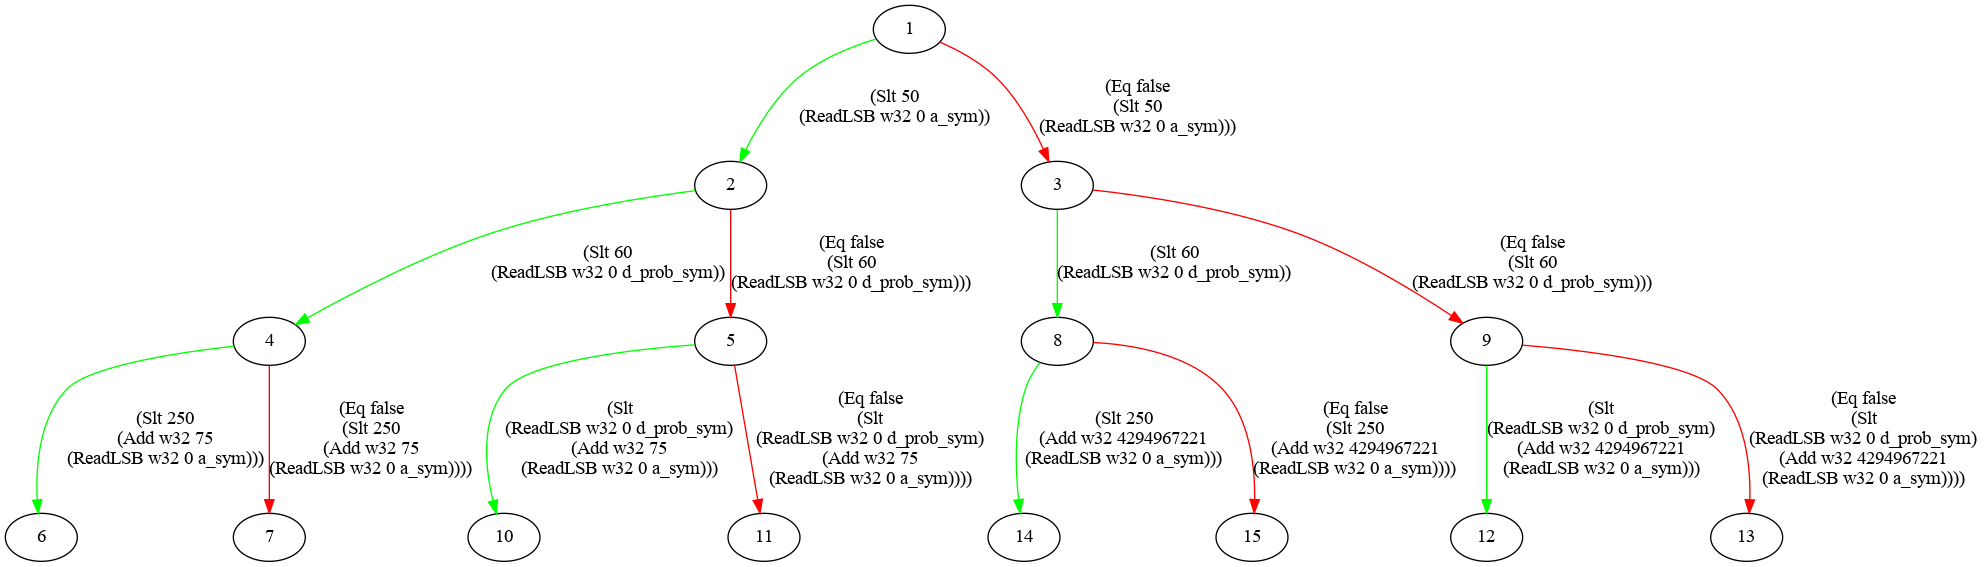 1
(Slt 50
(ReadLSB w32 0 a_sym))
(Eq false
(Slt 50
(ReadLSB w32 0 a_sym)))
2
3
(Slt 60
(ReadLSB w32 0 d_prob_sym))
(Eq false
(Slt 60
(ReadLSB w32 0 d_prob_sym)))
(Slt 60
(ReadLSB w32 0 d_prob_sym))
(Eq false
(Slt 60
(ReadLSB w32 0 d_prob_sym)))
4
5
8
9
(Slt 250
(Add w32 75
(ReadLSB w32 0 a_sym)))
(Eq false
(Slt 250
(Add w32 75
(ReadLSB w32 0 a_sym))))
(Slt
(ReadLSB w32 0 d_prob_sym)
(Add w32 75
(ReadLSB w32 0 a_sym)))
(Eq false
(Slt
(ReadLSB w32 0 d_prob_sym)
(Add w32 75
(ReadLSB w32 0 a_sym))))
(Slt 250
(Add w32 4294967221
(ReadLSB w32 0 a_sym)))
(Eq false
(Slt 250
(Add w32 4294967221
(ReadLSB w32 0 a_sym))))
(Slt
(ReadLSB w32 0 d_prob_sym)
(Add w32 4294967221
(ReadLSB w32 0 a_sym)))
(Eq false
(Slt
(ReadLSB w32 0 d_prob_sym)
(Add w32 4294967221
(ReadLSB w32 0 a_sym))))
6
7
10
11
14
15
12
13